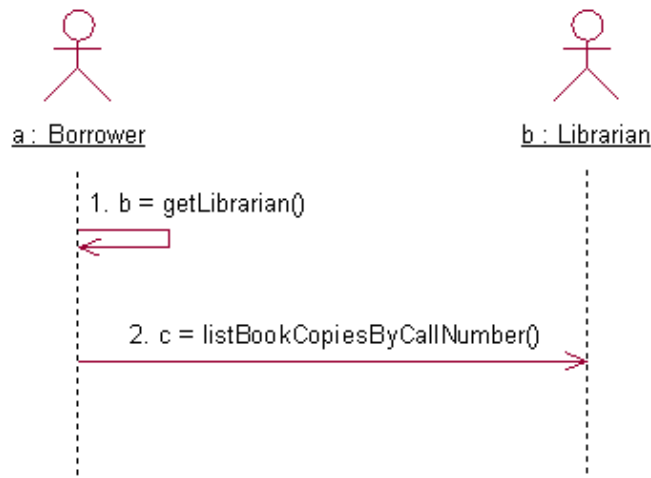 a : Borrower
b : Librarian
1. b = getLibrarian()
2. c = listBookCopiesByCallNumber()